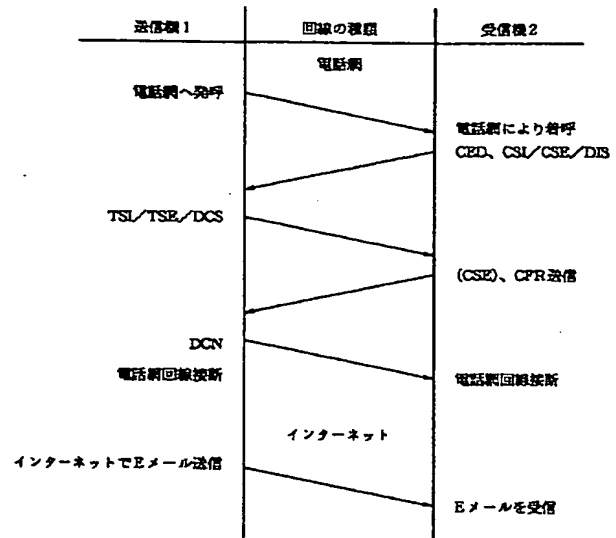 送信機1 回線の種類 受信機2
電話網
電話網へ発呼
電話網により着呼
CED、CSI/CSE/DIS
TSI/TSE/DCS
(CSE)、CFR送信
DCN
電話網回線接断 電話網回線接断
インターネット
インターネットでEメール送信
Eメールを受信